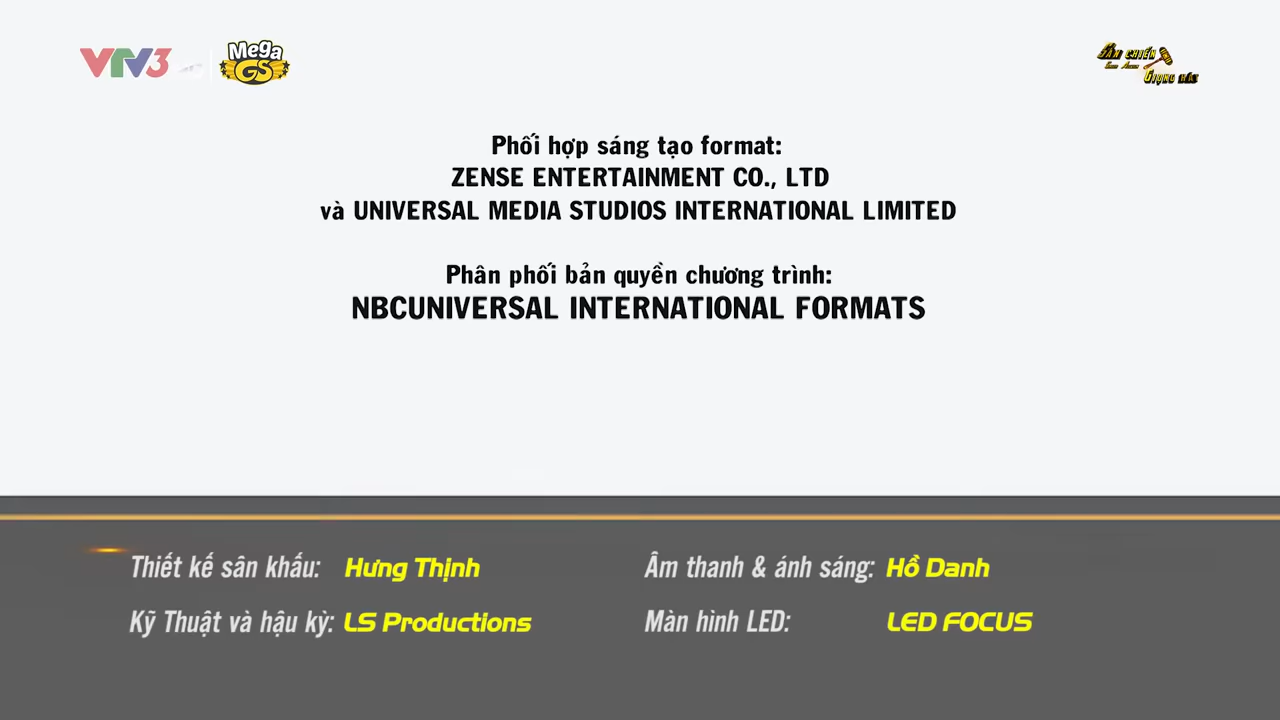 VTV3
Mega
GS
Phối hợp sáng tạo format:
ZENSE ENTERTAINMENT CO., LTD
và UNIVERSAL MEDIA STUDIOS INTERNATIONAL LIMITED
Phân phối bản quyền chương trình:
NBCUNIVERSAL INTERNATIONAL FORMATS
Thiết kế sân khấu: Hưng Thịnh
Âm thanh & ánh sáng: Hồ Danh
Kỹ Thuật và hậu kỳ: LS Productions
Màn hình LED: LED FOCUS